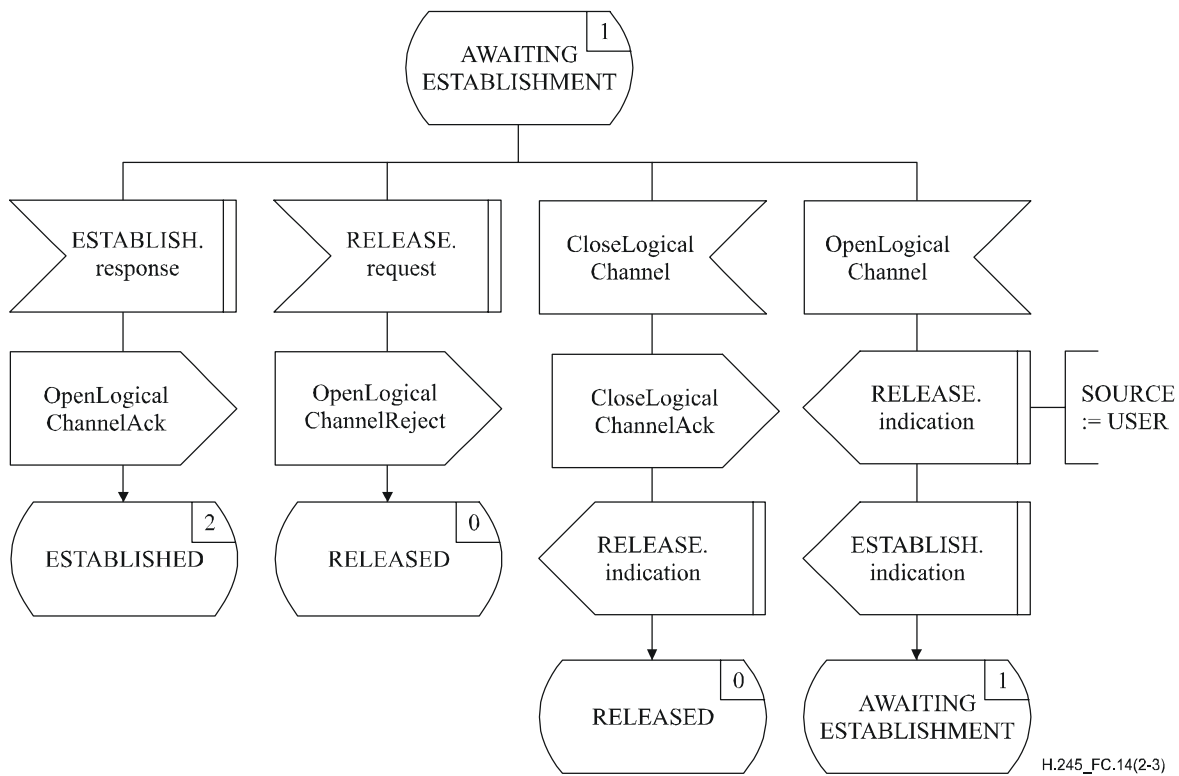 1
AWAITING
ESTABLISHMENT
ESTABLISH.
response
RELEASE.
request
CloseLogical
Channel
OpenLogical
Channel
OpenLogical
ChannelAck
OpenLogical
ChannelReject
CloseLogical
ChannelAck
RELEASE.
indication
SOURCE
:= USER
2
ESTABLISHED
0
RELEASED
RELEASE.
indication
ESTABLISH.
indication
0
RELEASED
1
AWAITING
ESTABLISHMENT
H.245_FC.14(2-3)